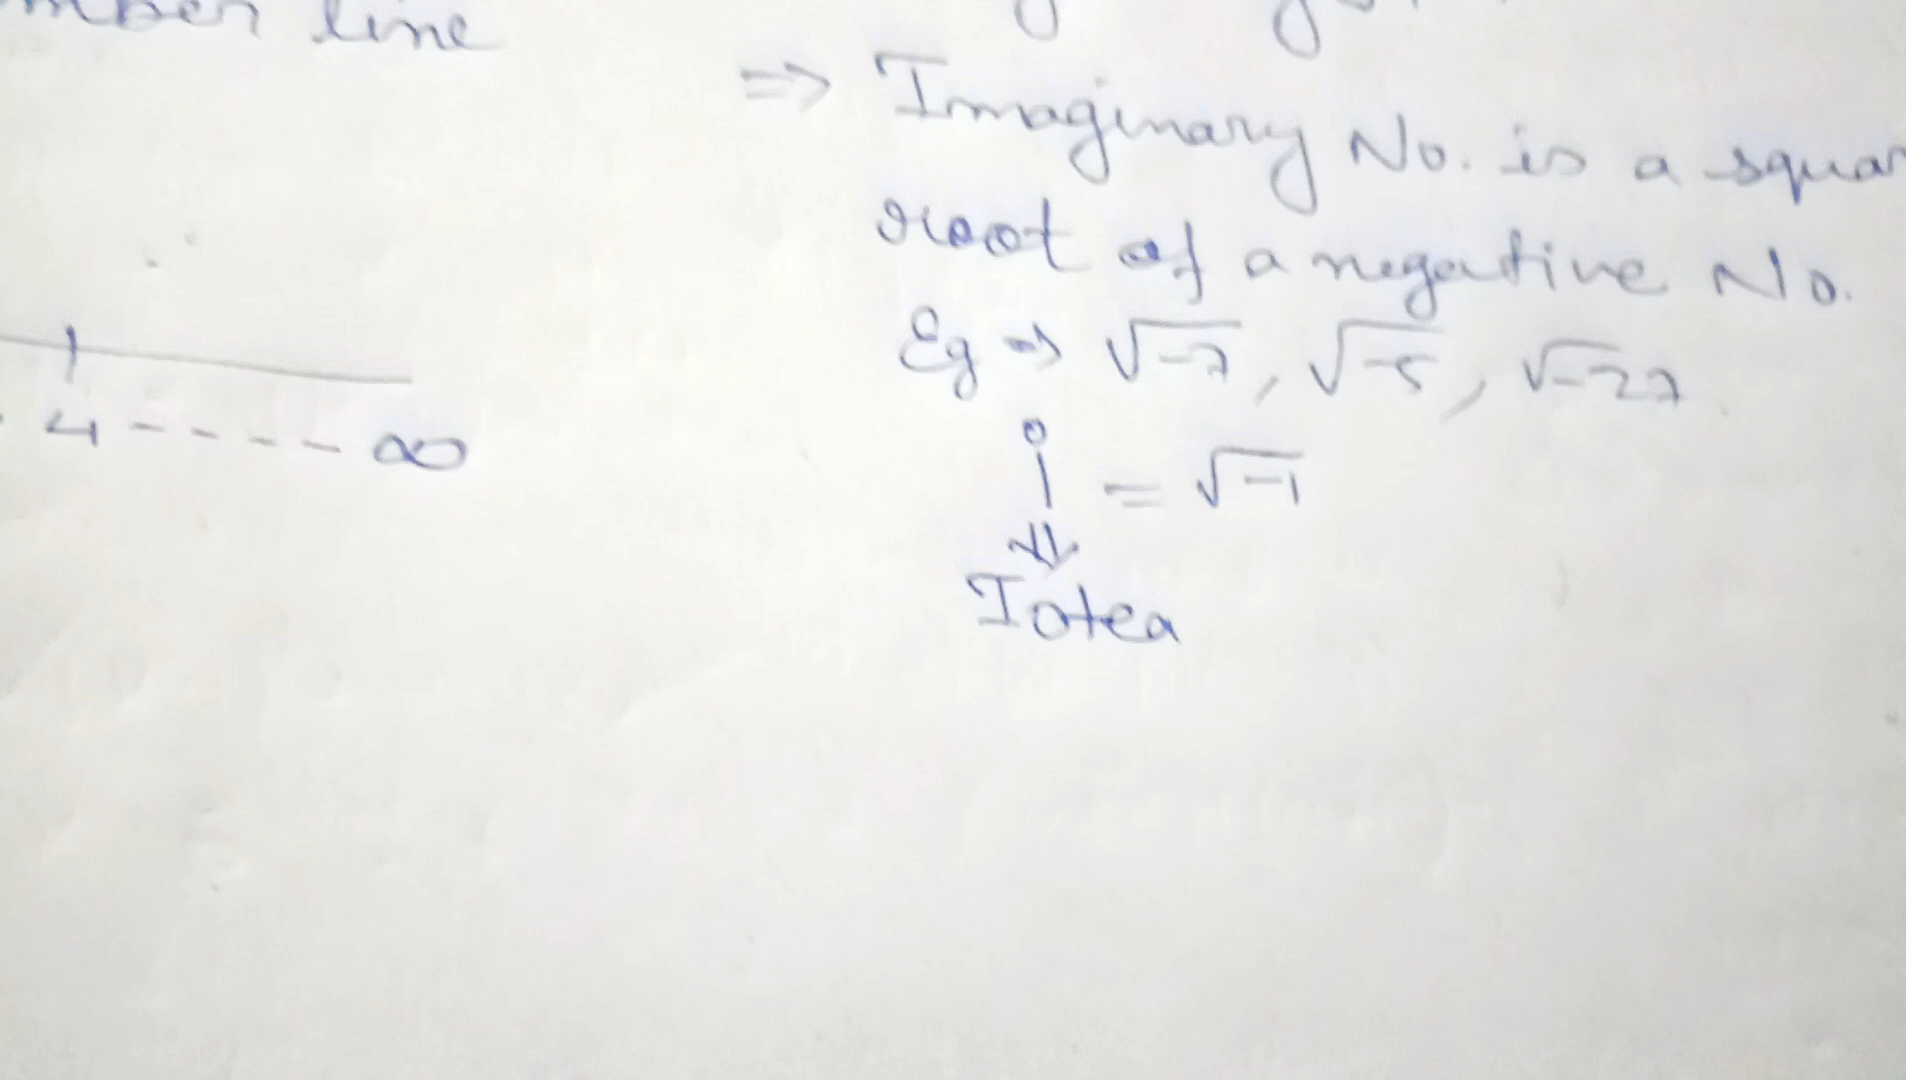 line
⇒ Imaginary No. is a squar
root of a negative No.
Eg ⇒ √-7, √-5, √-27
4 ---- ∞
i = √-1
⇓
Iotea